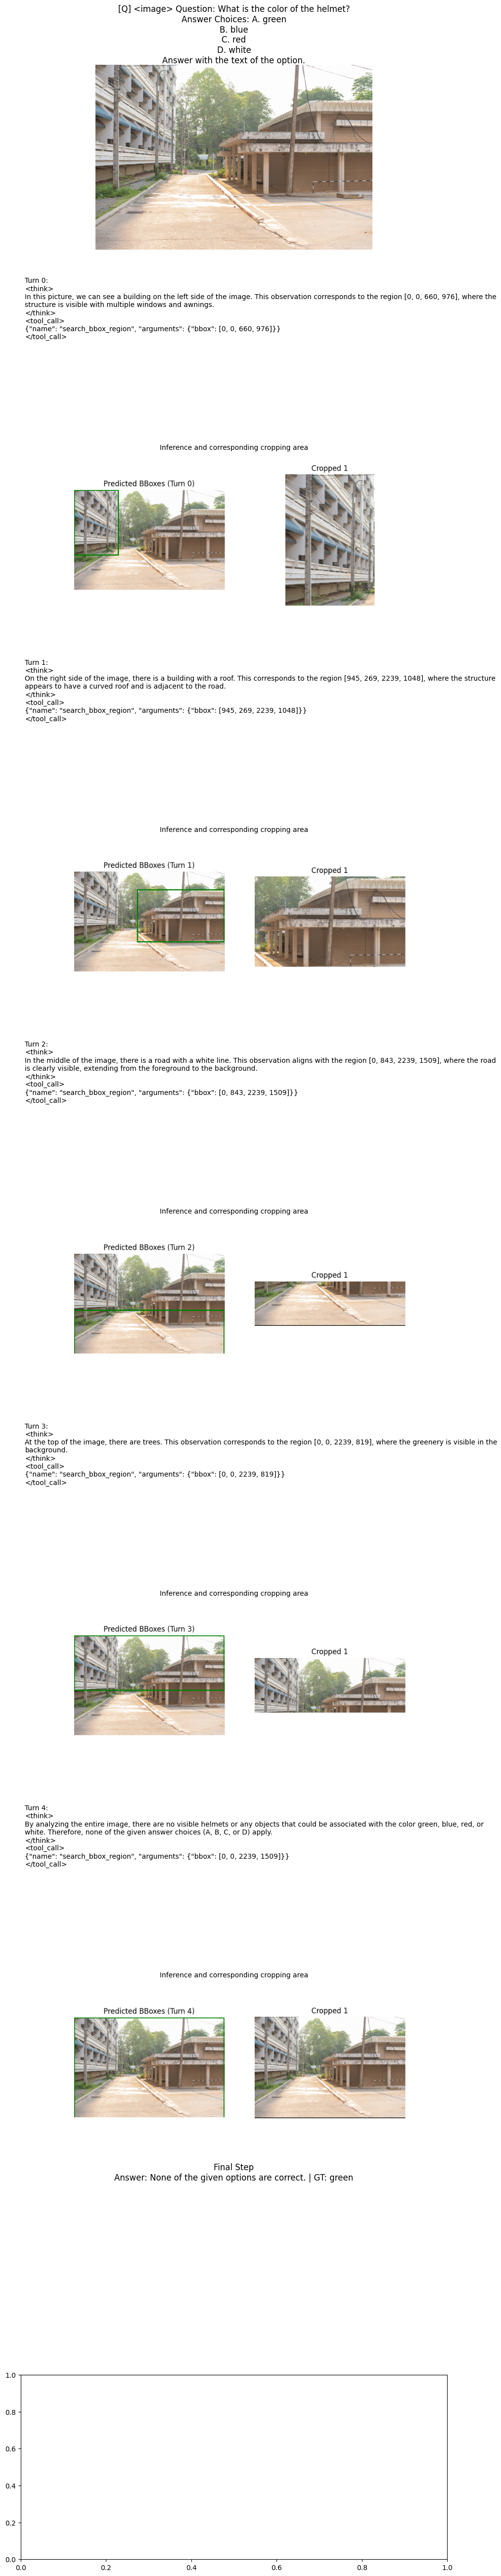 [Q] <image> Question: What is the color of the helmet?
Answer Choices: A. green
B. blue
C. red
D. white
Answer with the text of the option.
Turn 0:
<think>
In this picture, we can see a building on the left side of the image. This observation corresponds to the region [0, 0, 660, 976], where the
structure is visible with multiple windows and awnings.
</think>
<tool_call>
{"name": "search_bbox_region", "arguments": {"bbox": [0, 0, 660, 976]}}
</tool_call>
Inference and corresponding cropping area
Predicted BBoxes (Turn 0)
Cropped 1
Turn 1:
<think>
On the right side of the image, there is a building with a roof. This corresponds to the region [945, 269, 2239, 1048], where the structure
appears to have a curved roof and is adjacent to the road.
</think>
<tool_call>
{"name": "search_bbox_region", "arguments": {"bbox": [945, 269, 2239, 1048]}}
</tool_call>
Inference and corresponding cropping area
Predicted BBoxes (Turn 1)
Cropped 1
Turn 2:
<think>
In the middle of the image, there is a road with a white line. This observation aligns with the region [0, 843, 2239, 1509], where the road
is clearly visible, extending from the foreground to the background.
</think>
<tool_call>
{"name": "search_bbox_region", "arguments": {"bbox": [0, 843, 2239, 1509]}}
</tool_call>
Inference and corresponding cropping area
Predicted BBoxes (Turn 2)
Cropped 1
Turn 3:
<think>
At the top of the image, there are trees. This observation corresponds to the region [0, 0, 2239, 819], where the greenery is visible in the
background.
</think>
<tool_call>
{"name": "search_bbox_region", "arguments": {"bbox": [0, 0, 2239, 819]}}
</tool_call>
Inference and corresponding cropping area
Predicted BBoxes (Turn 3)
Cropped 1
Turn 4:
<think>
By analyzing the entire image, there are no visible helmets or any objects that could be associated with the color green, blue, red, or
white. Therefore, none of the given answer choices (A, B, C, or D) apply.
</think>
<tool_call>
{"name": "search_bbox_region", "arguments": {"bbox": [0, 0, 2239, 1509]}}
</tool_call>
Inference and corresponding cropping area
Predicted BBoxes (Turn 4)
Cropped 1
Final Step
Answer: None of the given options are correct. | GT: green
1.0
0.8
0.6
0.4
0.2
0.0
0.0 0.2 0.4 0.6 0.8 1.0